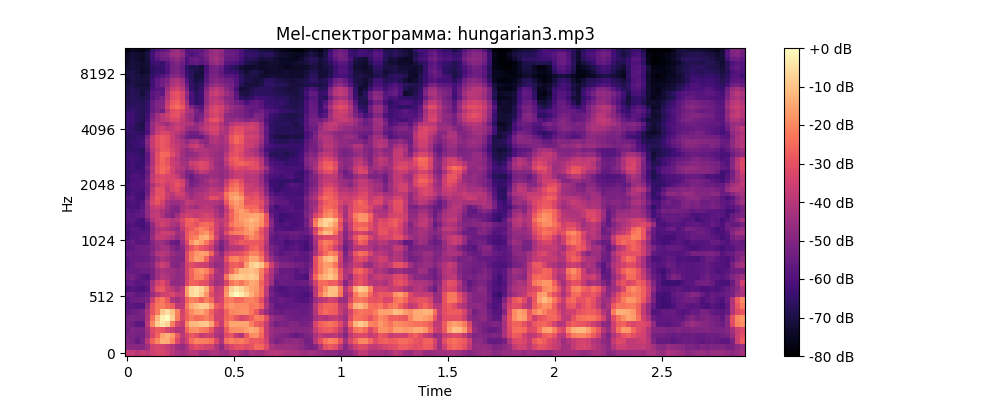 Mel-спектрограмма: hungarian3.mp3
8192
4096
2048
1024
512
0
Hz
0
0.5
1
1.5
2
2.5
Time
+0 dB
-10 dB
-20 dB
-30 dB
-40 dB
-50 dB
-60 dB
-70 dB
-80 dB